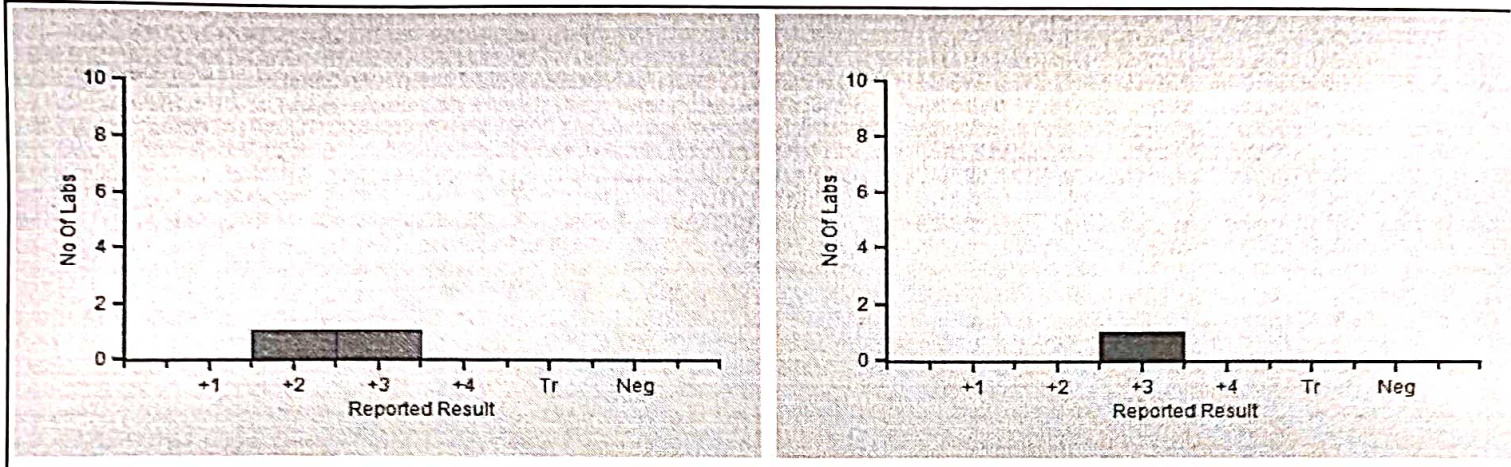 10
8
6
4
2
0
No Of Labs
+1 +2 +3 +4 Tr Neg
Reported Result
10
8
6
4
2
0
No Of Labs
+1 +2 +3 +4 Tr Neg
Reported Result